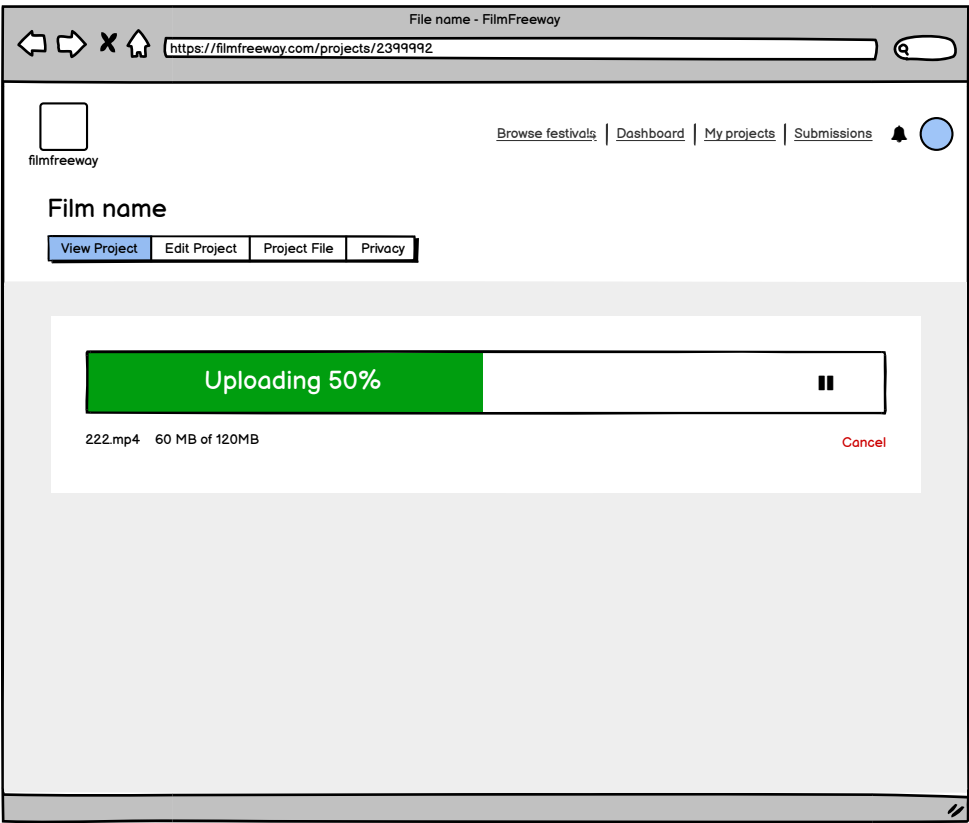 File name - FilmFreeway
https://filmfreeway.com/projects/2399992
Browse festivals Dashboard My projects Submissions
filmfreeway
Film name
View Project Edit Project Project File Privacy
Uploading 50%
222.mp4 60 MB of 120MB
Cancel